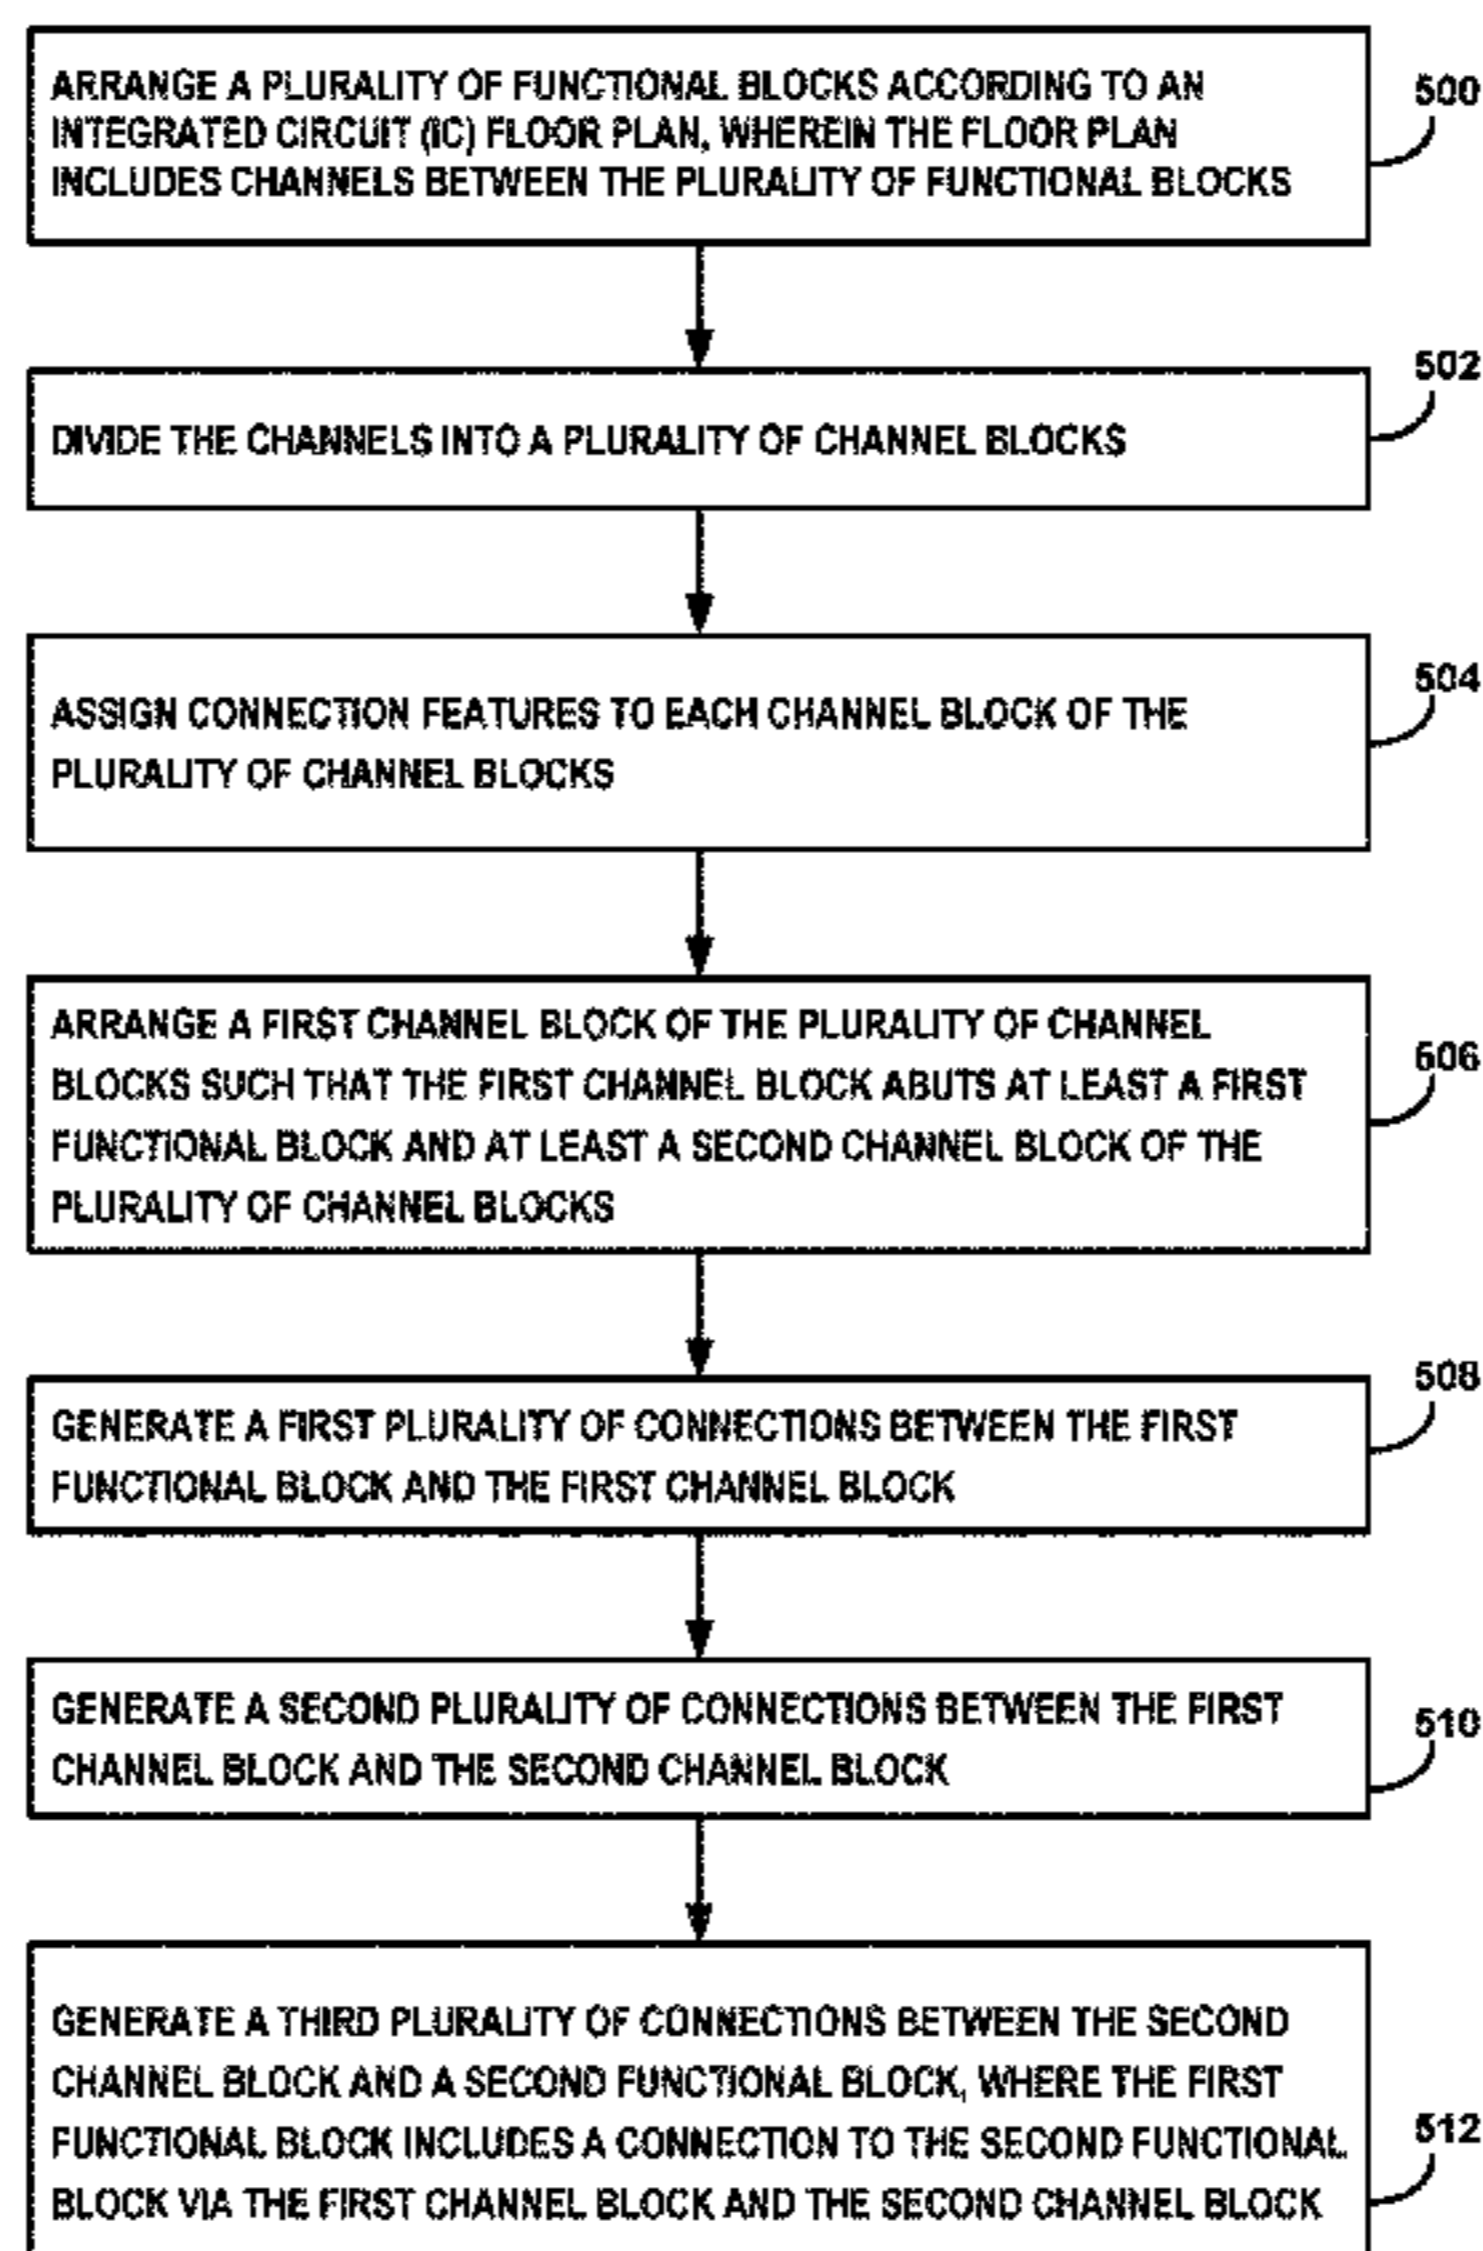 ARRANGE A PLURALITY OF FUNCTIONAL BLOCKS ACCORDING TO AN
INTEGRATED CIRCUIT (IC) FLOOR PLAN, WHEREIN THE FLOOR PLAN
INCLUDES CHANNELS BETWEEN THE PLURALITY OF FUNCTIONAL BLOCKS
500
DIVIDE THE CHANNELS INTO A PLURALITY OF CHANNEL BLOCKS
502
ASSIGN CONNECTION FEATURES TO EACH CHANNEL BLOCK OF THE
PLURALITY OF CHANNEL BLOCKS
504
ARRANGE A FIRST CHANNEL BLOCK OF THE PLURALITY OF CHANNEL
BLOCKS SUCH THAT THE FIRST CHANNEL BLOCK ABUTS AT LEAST A FIRST
FUNCTIONAL BLOCK AND AT LEAST A SECOND CHANNEL BLOCK OF THE
PLURALITY OF CHANNEL BLOCKS
506
GENERATE A FIRST PLURALITY OF CONNECTIONS BETWEEN THE FIRST
FUNCTIONAL BLOCK AND THE FIRST CHANNEL BLOCK
508
GENERATE A SECOND PLURALITY OF CONNECTIONS BETWEEN THE FIRST
CHANNEL BLOCK AND THE SECOND CHANNEL BLOCK
510
GENERATE A THIRD PLURALITY OF CONNECTIONS BETWEEN THE SECOND
CHANNEL BLOCK AND A SECOND FUNCTIONAL BLOCK, WHERE THE FIRST
FUNCTIONAL BLOCK INCLUDES A CONNECTION TO THE SECOND FUNCTIONAL
BLOCK VIA THE FIRST CHANNEL BLOCK AND THE SECOND CHANNEL BLOCK
512